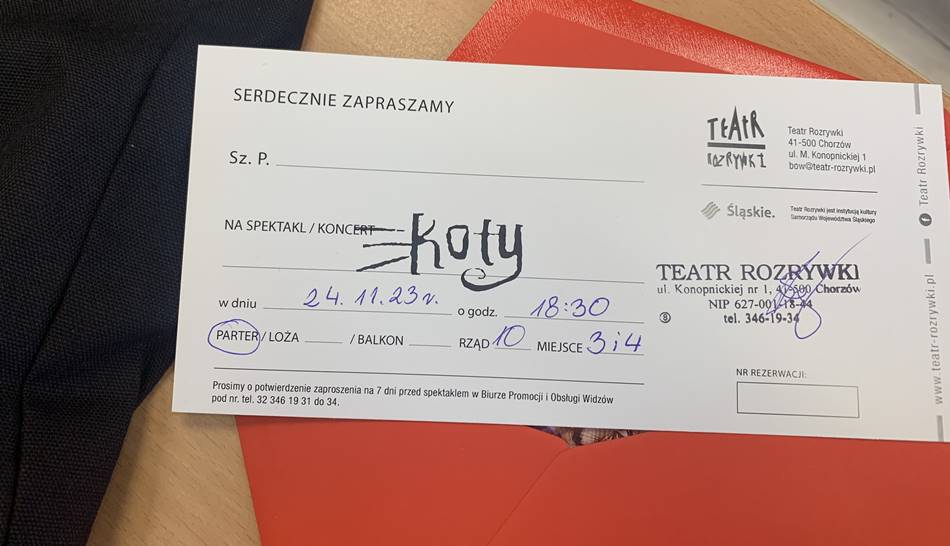 SERDECZNIE ZAPRASZAMY
Sz. P.
NA SPEKTAKL / KONCERT Koty
w dniu 24. 11. 23 r. o godz. 18:30
PARTER / LOŻA / BALKON RZĄD 10 MIEJSCE 3 i 4
Prosimy o potwierdzenie zaproszenia na 7 dni przed spektaklem w Biurze Promocji i Obsługi Widzów
pod nr. tel. 32 346 19 31 do 34.
TEATR
ROZRYWKI
Teatr Rozrywki
41-500 Chorzów
ul. M. Konopnickiej 1
bow@teatr-rozrywki.pl
Śląskie.
Teatr Rozrywki jest instytucją kultury
Samorządu Województwa Śląskiego
TEATR ROZRYWKI
ul. Konopnickiej nr 1, 41-500 Chorzów
NIP 627-001-18-44
tel. 346-19-34
NR REZERWACJI:
www.teatr-rozrywki.pl
Teatr Rozrywki